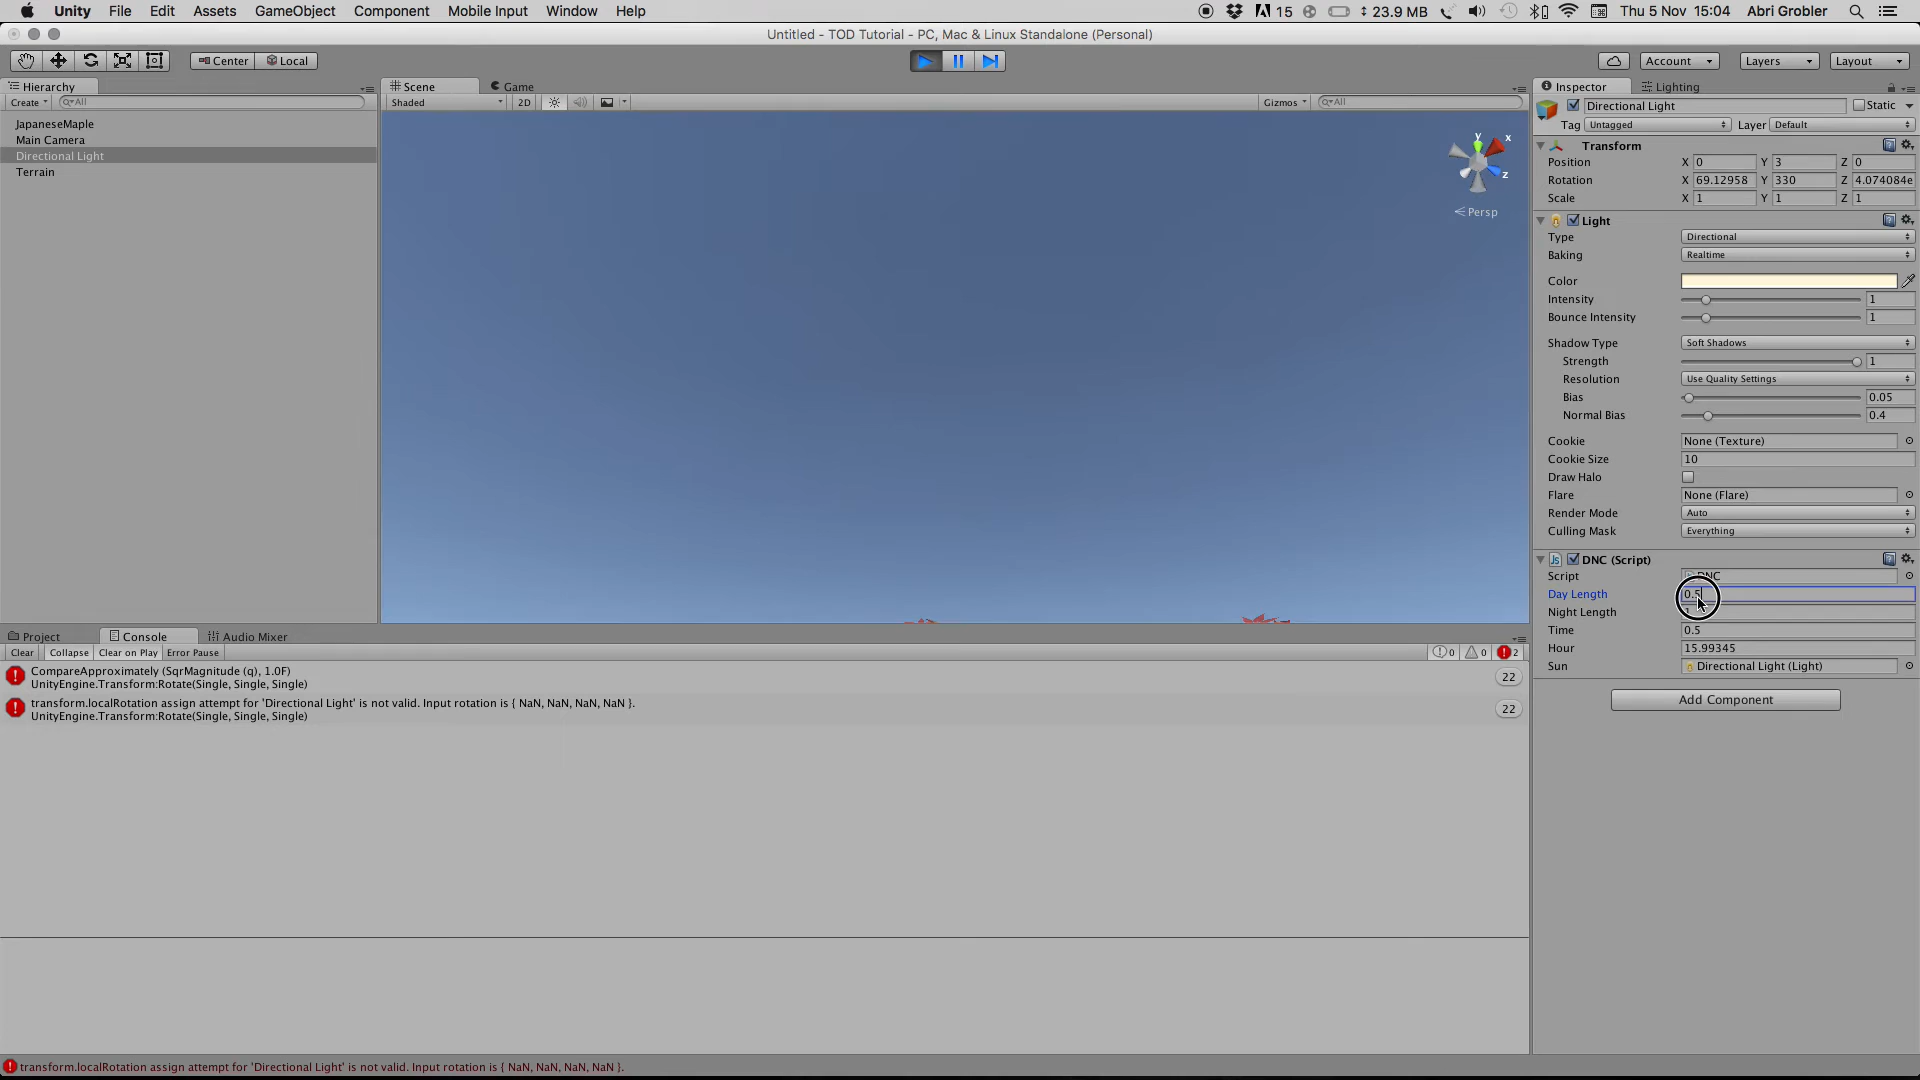 Unity File Edit Assets GameObject Component Mobile Input Window Help 15 23.9 MB Thu 5 Nov 15:04 Abri Grobler
Untitled - TOD Tutorial - PC, Mac & Linux Standalone (Personal)
Center Local Account Layers Layout
Hierarchy
Create All
JapaneseMaple
Main Camera
Directional Light
Terrain
Scene Game
Shaded 2D Gizmos All
y x z
Persp
Project Console Audio Mixer
Clear Collapse Clear on Play Error Pause 0 0 2
CompareApproximately (SqrMagnitude (q), 1.0F)
UnityEngine.Transform:Rotate(Single, Single, Single)
22
transform.localRotation assign attempt for 'Directional Light' is not valid. Input rotation is { NaN, NaN, NaN, NaN }.
UnityEngine.Transform:Rotate(Single, Single, Single)
22
Inspector Lighting
Directional Light Static
Tag Untagged Layer Default
Transform
Position X 0 Y 3 Z 0
Rotation X 69.12958 Y 330 Z 4.074084e
Scale X 1 Y 1 Z 1
Light
Type Directional
Baking Realtime
Color
Intensity 1
Bounce Intensity 1
Shadow Type Soft Shadows
Strength 1
Resolution Use Quality Settings
Bias 0.05
Normal Bias 0.4
Cookie None (Texture)
Cookie Size 10
Draw Halo
Flare None (Flare)
Render Mode Auto
Culling Mask Everything
Js DNC (Script)
Script DNC
Day Length 0.5
Night Length
Time 0.5
Hour 15.99345
Sun Directional Light (Light)
Add Component
transform.localRotation assign attempt for 'Directional Light' is not valid. Input rotation is { NaN, NaN, NaN, NaN }.